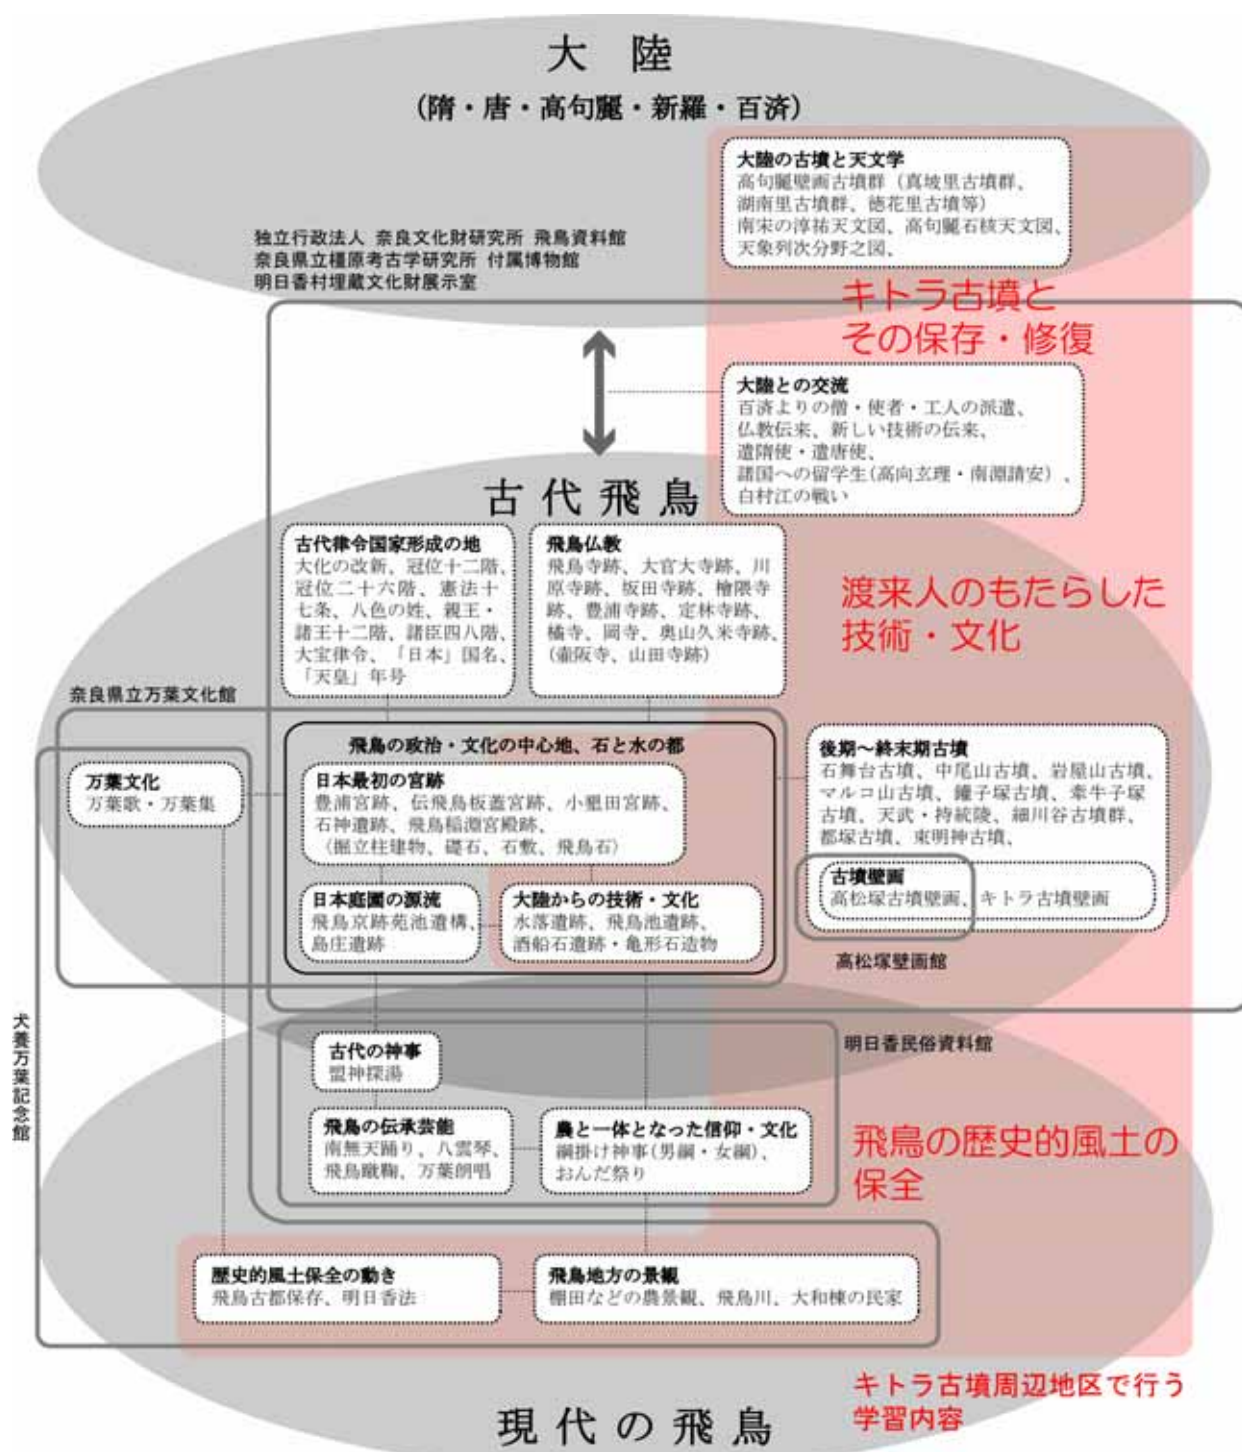 大陸
(隋・唐・高句麗・新羅・百済)
大陸の古墳と天文学
高句麗壁画古墳群（真坡里古墳群、
湖南里古墳群、徳花里古墳等）
南宋の淳祐天文図、高句麗石核天文図、
天象列次分野之図、
独立行政法人 奈良文化財研究所 飛鳥資料館
奈良県立橿原考古学研究所 付属博物館
明日香村埋蔵文化財展示室
キトラ古墳と
その保存・修復
大陸との交流
百済よりの僧・使者・工人の派遣、
仏教伝来、新しい技術の伝来、
遣隋使・遣唐使、
諸国への留学生(高向玄理・南淵請安）、
白村江の戦い
古代飛鳥
古代律令国家形成の地
大化の改新、冠位十二階、
冠位二十六階、憲法十
七条、八色の姓、親王・
諸王十二階、諸臣四八階、
大宝律令、「日本」国名、
「天皇」年号
飛鳥仏教
飛鳥寺跡、大官大寺跡、川
原寺跡、坂田寺跡、檜隈寺
跡、豊浦寺跡、定林寺跡、
橘寺、岡寺、奥山久米寺跡、
(壷阪寺、山田寺跡）
渡来人のもたらした
技術・文化
奈良県立万葉文化館
飛鳥の政治・文化の中心地、石と水の都
万葉文化
万葉歌・万葉集
日本最初の宮跡
豊浦宮跡、伝飛鳥板蓋宮跡、小墾田宮跡、
石神遺跡、飛鳥稲淵宮殿跡、
（掘立柱建物、礎石、石敷、飛鳥石）
後期～終末期古墳
石舞台古墳、中尾山古墳、岩屋山古墳、
マルコ山古墳、鑵子塚古墳、牽牛子塚
古墳、天武・持統陵、細川谷古墳群、
都塚古墳、束明神古墳、
古墳壁画
高松塚古墳壁画、キトラ古墳壁画
日本庭園の源流
飛鳥京跡苑池遺構、
島庄遺跡
大陸からの技術・文化
水落遺跡、飛鳥池遺跡、
酒船石遺跡・亀形石造物
高松塚壁画館
犬養万葉記念館
古代の神事
盟神探湯
明日香民俗資料館
飛鳥の伝承芸能
南無天踊り、八雲琴、
飛鳥蹴鞠、万葉朗唱
農と一体となった信仰・文化
綱掛け神事(男綱・女綱)、
おんだ祭り
飛鳥の歴史的風土の
保全
歴史的風土保全の動き
飛鳥古都保存、明日香法
飛鳥地方の景観
棚田などの農景観、飛鳥川、大和棟の民家
キトラ古墳周辺地区で行う
学習内容
現代の飛鳥